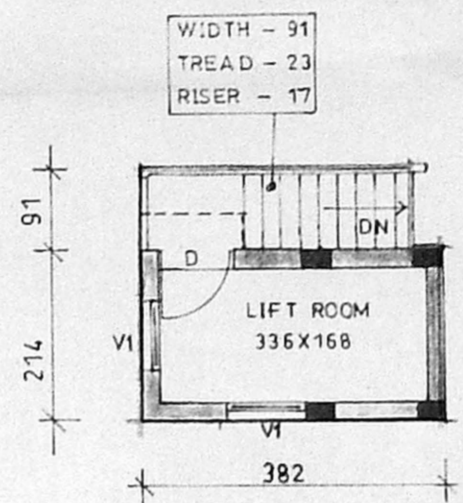 WIDTH - 91
TREAD - 23
RISER - 17
91
DN
D
LIFT ROOM
336X168
V1
214
V1
382